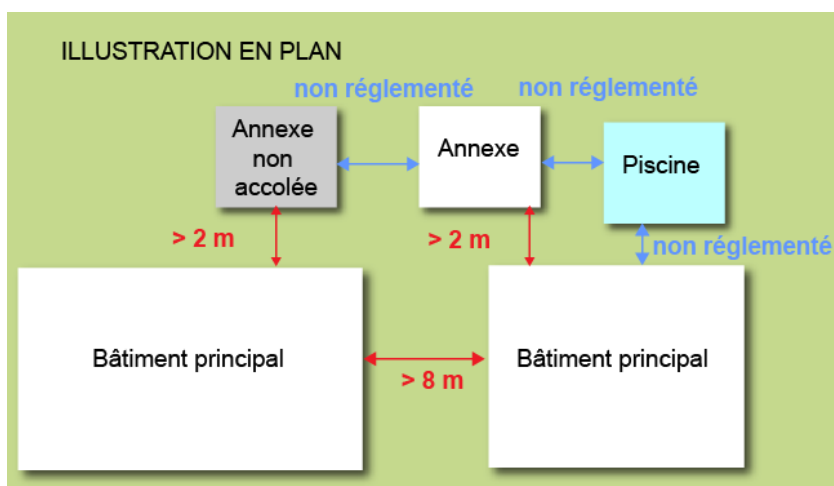 ILLUSTRATION EN PLAN
non réglementé
non réglementé
Annexe
non
accolée
Annexe
Piscine
> 2 m
> 2 m
non réglementé
Bâtiment principal
> 8 m
Bâtiment principal